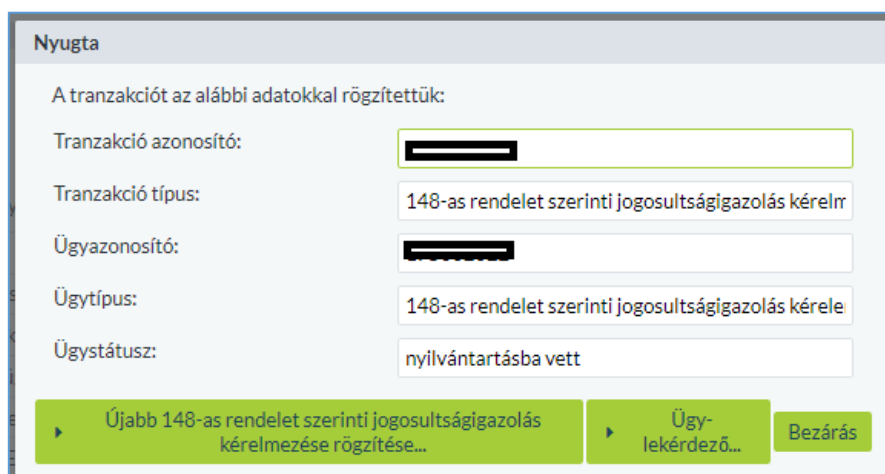 Nyugta
A tranzakciót az alábbi adatokkal rögzítettük:
Tranzakció azonosító:
Tranzakció típus: 148-as rendelet szerinti jogosultságigazolás kérelm
Ügyazonosító:
Ügytípus: 148-as rendelet szerinti jogosultságigazolás kérele
Ügystátusz: nyilvántartásba vett
Újabb 148-as rendelet szerinti jogosultságigazolás
kérelmezése rögzítése...
Ügy-
lekérdező...
Bezárás